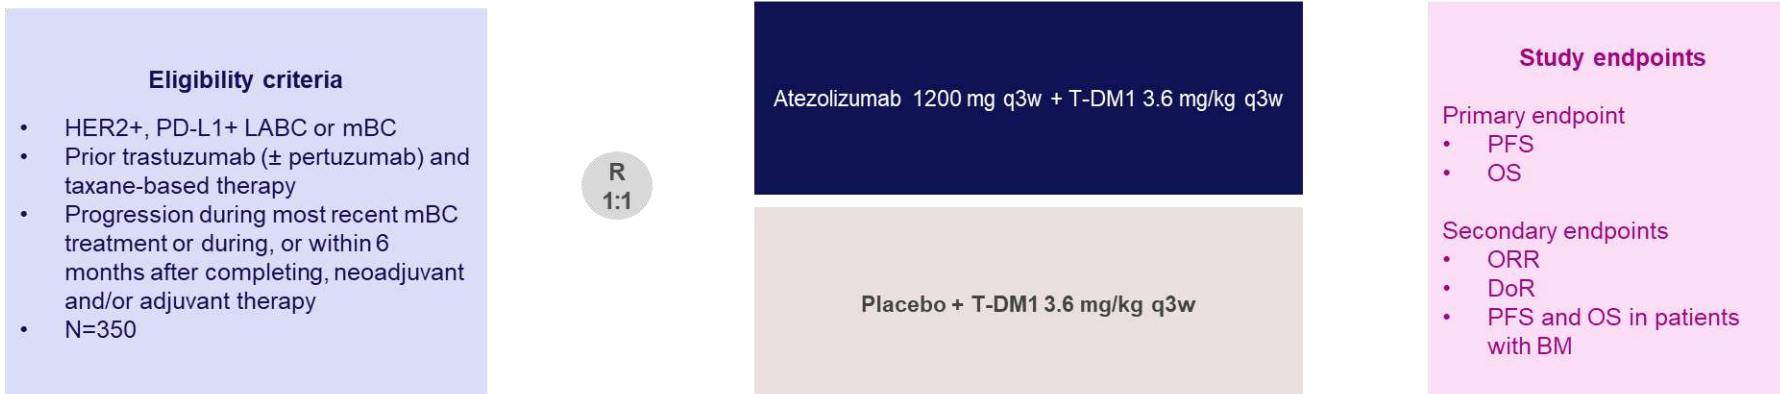 Eligibility criteria
• HER2+, PD-L1+ LABC or mBC
• Prior trastuzumab (± pertuzumab) and
taxane-based therapy
• Progression during most recent mBC
treatment or during, or within 6
months after completing, neoadjuvant
and/or adjuvant therapy
• N=350
R
1:1
Atezolizumab 1200 mg q3w + T-DM1 3.6 mg/kg q3w
Placebo + T-DM1 3.6 mg/kg q3w
Study endpoints
Primary endpoint
• PFS
• OS
Secondary endpoints
• ORR
• DoR
• PFS and OS in patients
with BM